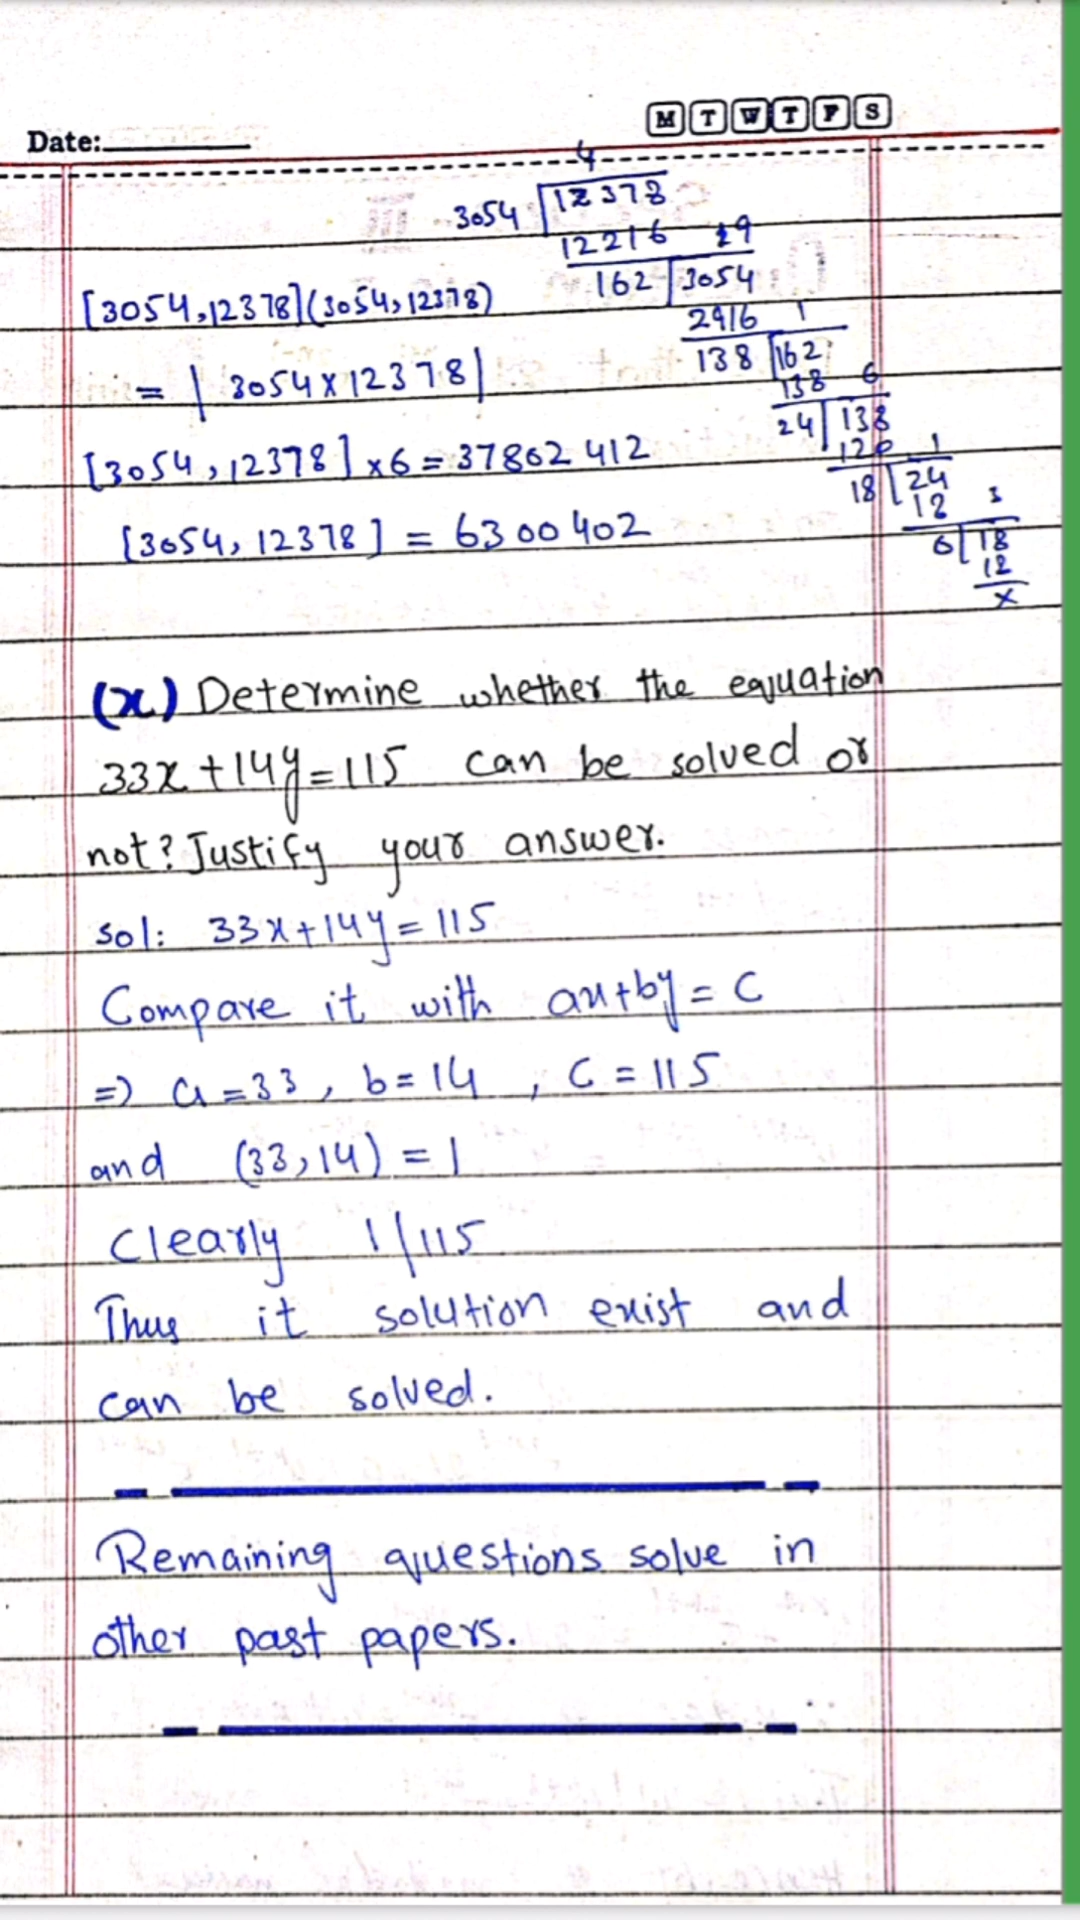 Date:
M T W T F S
4
3054 12378
12216 19
162 3054
[3054,12378](3054,12378)
2916 1
138 162
= | 3054x12378|
138 6
24 138
120 1
[3054,12378]x6=37802412
18 24
18 3
[3054,12378] = 6300402
6 18
18
x
(x) Determine whether the equation
33x+14y=115 can be solved or
not? Justify your answer.
Sol: 33x+14y=115
Compare it with ax+by=c
=> a=33, b=14, c=115
and (33,14)=1
Clearly 1|115
Thus it solution exist and
can be solved.
Remaining questions solve in
other past papers.